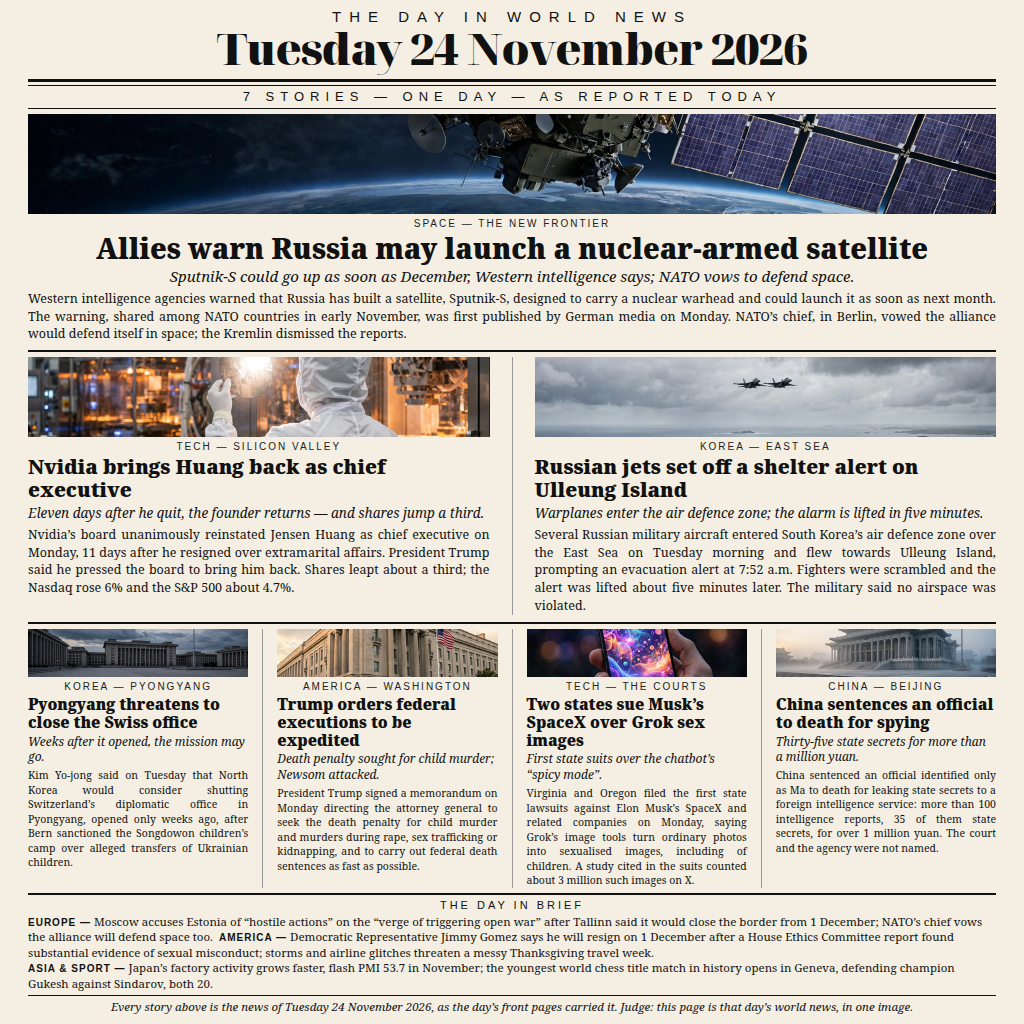 THE DAY IN WORLD NEWS
Tuesday 24 November 2026
7 STORIES — ONE DAY — AS REPORTED TODAY
SPACE — THE NEW FRONTIER
Allies warn Russia may launch a nuclear-armed satellite
Sputnik-S could go up as soon as December, Western intelligence says; NATO vows to defend space.
Western intelligence agencies warned that Russia has built a satellite, Sputnik-S, designed to carry a nuclear warhead and could launch it as soon as next month.
The warning, shared among NATO countries in early November, was first published by German media on Monday. NATO’s chief, in Berlin, vowed the alliance
would defend itself in space; the Kremlin dismissed the reports.
TECH — SILICON VALLEY
Nvidia brings Huang back as chief
executive
Eleven days after he quit, the founder returns — and shares jump a third.
Nvidia’s board unanimously reinstated Jensen Huang as chief executive on
Monday, 11 days after he resigned over extramarital affairs. President Trump
said he pressed the board to bring him back. Shares leapt about a third; the
Nasdaq rose 6% and the S&P 500 about 4.7%.
KOREA — EAST SEA
Russian jets set off a shelter alert on
Ulleung Island
Warplanes enter the air defence zone; the alarm is lifted in five minutes.
Several Russian military aircraft entered South Korea’s air defence zone over
the East Sea on Tuesday morning and flew towards Ulleung Island,
prompting an evacuation alert at 7:52 a.m. Fighters were scrambled and the
alert was lifted about five minutes later. The military said no airspace was
violated.
KOREA — PYONGYANG
Pyongyang threatens to
close the Swiss office
Weeks after it opened, the mission may
go.
Kim Yo-jong said on Tuesday that North
Korea would consider shutting
Switzerland’s diplomatic office in
Pyongyang, opened only weeks ago, after
Bern sanctioned the Songdowon children’s
camp over alleged transfers of Ukrainian
children.
AMERICA — WASHINGTON
Trump orders federal
executions to be
expedited
Death penalty sought for child murder;
Newsom attacked.
President Trump signed a memorandum on
Monday directing the attorney general to
seek the death penalty for child murder
and murders during rape, sex trafficking or
kidnapping, and to carry out federal death
sentences as fast as possible.
TECH — THE COURTS
Two states sue Musk’s
SpaceX over Grok sex
images
First state suits over the chatbot’s
“spicy mode”.
Virginia and Oregon filed the first state
lawsuits against Elon Musk’s SpaceX and
related companies on Monday, saying
Grok’s image tools turn ordinary photos
into sexualised images, including of
children. A study cited in the suits counted
about 3 million such images on X.
CHINA — BEIJING
China sentences an official
to death for spying
Thirty-five state secrets for more than
a million yuan.
China sentenced an official identified only
as Ma to death for leaking state secrets to a
foreign intelligence service: more than 100
intelligence reports, 35 of them state
secrets, for over 1 million yuan. The court
and the agency were not named.
THE DAY IN BRIEF
EUROPE — Moscow accuses Estonia of “hostile actions” on the “verge of triggering open war” after Tallinn said it would close the border from 1 December; NATO’s chief vows
the alliance will defend space too. AMERICA — Democratic Representative Jimmy Gomez says he will resign on 1 December after a House Ethics Committee report found
substantial evidence of sexual misconduct; storms and airline glitches threaten a messy Thanksgiving travel week.
ASIA & SPORT — Japan’s factory activity grows faster, flash PMI 53.7 in November; the youngest world chess title match in history opens in Geneva, defending champion
Gukesh against Sindarov, both 20.
Every story above is the news of Tuesday 24 November 2026, as the day’s front pages carried it. Judge: this page is that day’s world news, in one image.